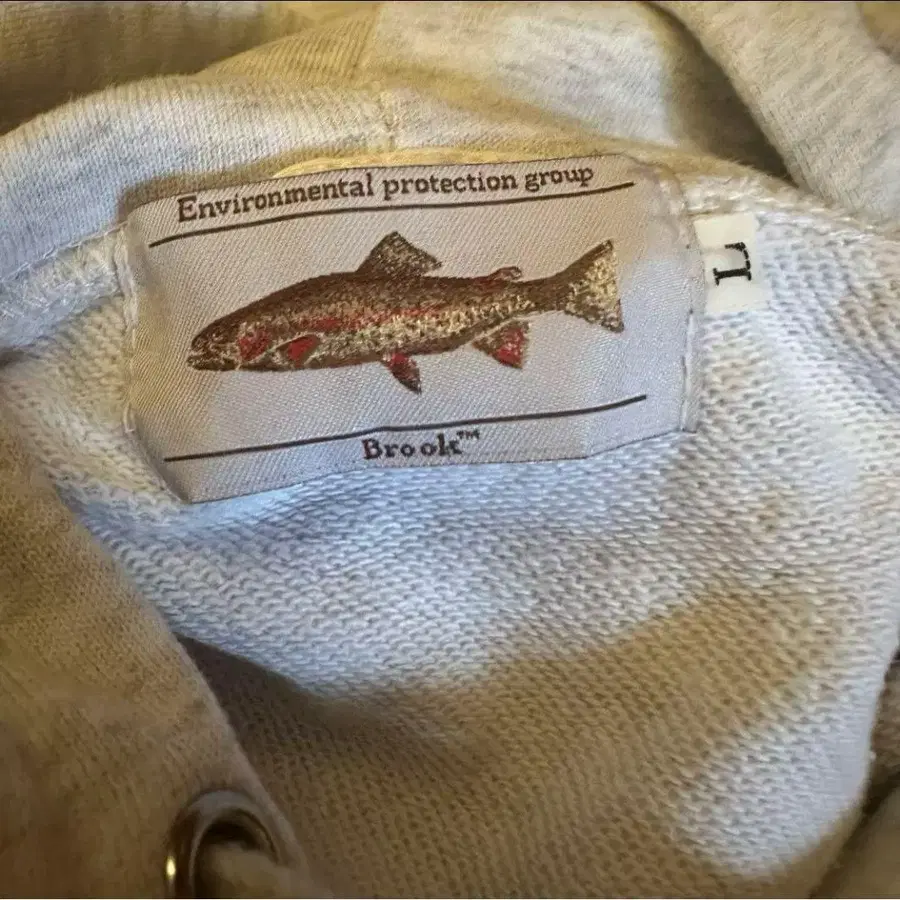 Environmental protection group
L
Brook™